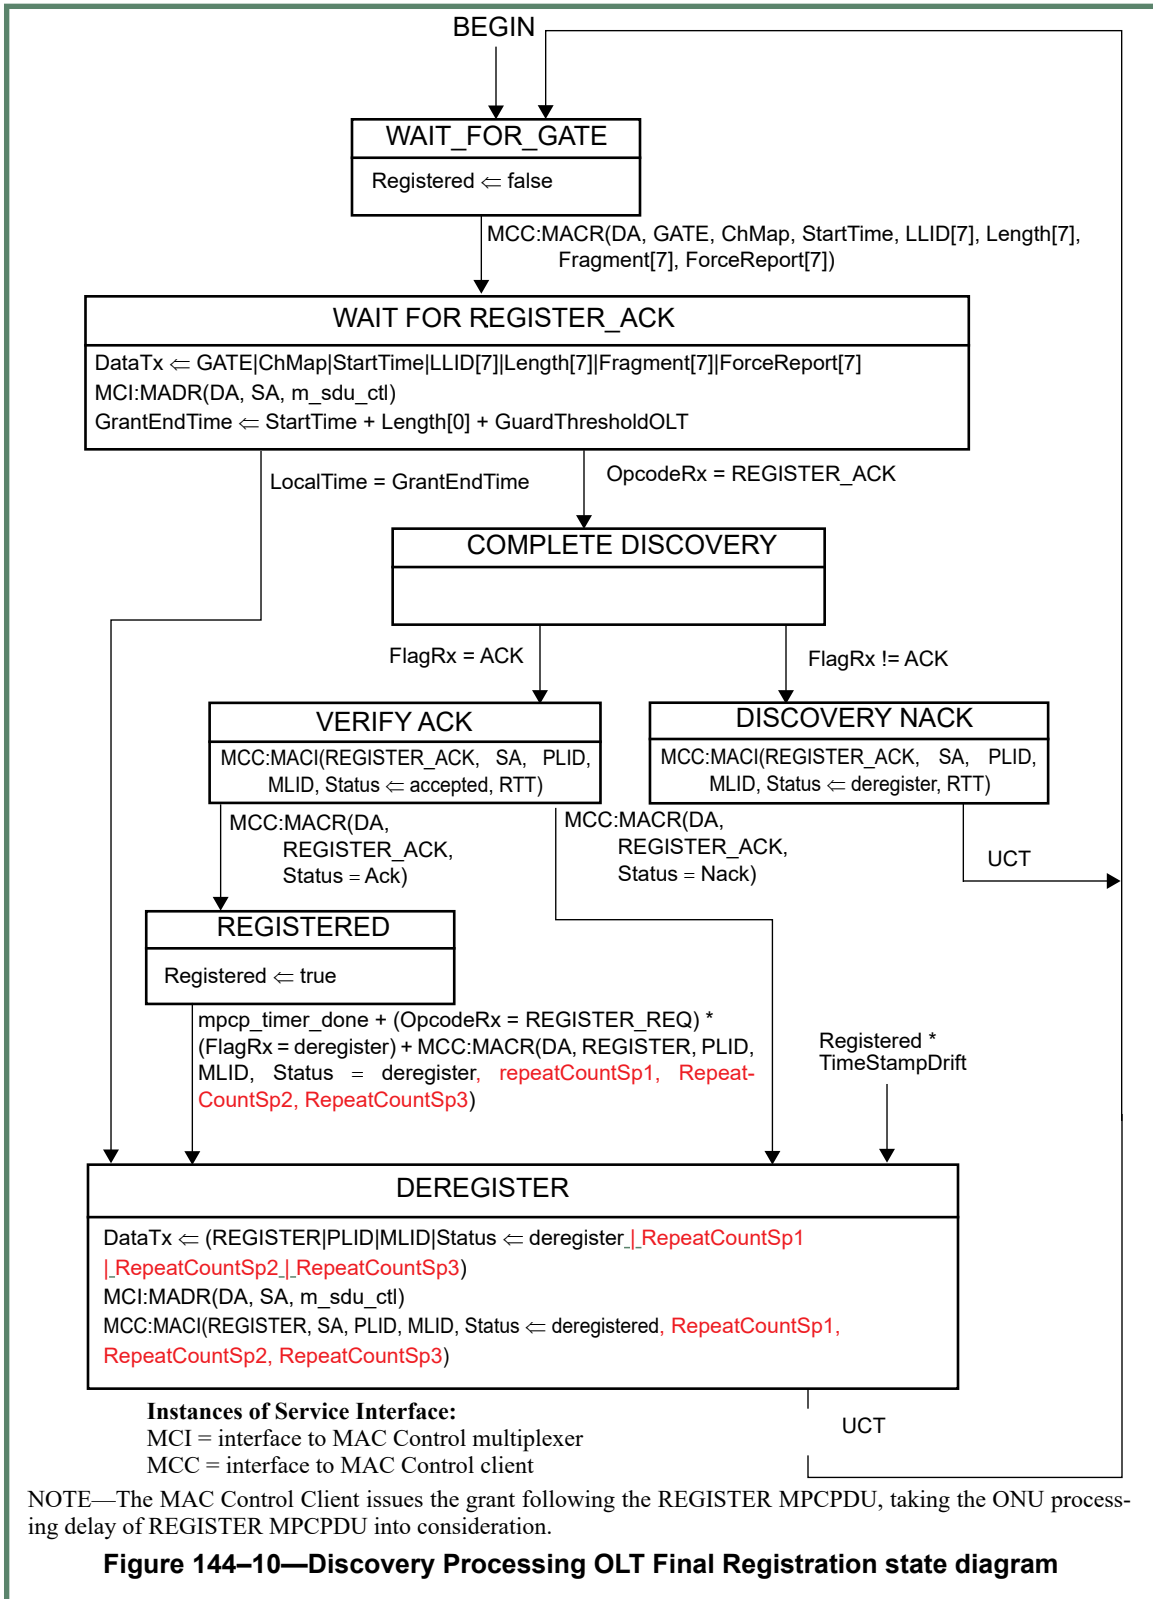 BEGIN
WAIT_FOR_GATE
Registered ⇐ false
MCC:MACR(DA, GATE, ChMap, StartTime, LLID[7], Length[7],
Fragment[7], ForceReport[7])
WAIT FOR REGISTER_ACK
DataTx ⇐ GATE|ChMap|StartTime|LLID[7]|Length[7]|Fragment[7]|ForceReport[7]
MCI:MADR(DA, SA, m_sdu_ctl)
GrantEndTime ⇐ StartTime + Length[0] + GuardThresholdOLT
LocalTime = GrantEndTime
OpcodeRx = REGISTER_ACK
COMPLETE DISCOVERY
FlagRx = ACK
FlagRx != ACK
VERIFY ACK
MCC:MACI(REGISTER_ACK, SA, PLID,
MLID, Status ⇐ accepted, RTT)
DISCOVERY NACK
MCC:MACI(REGISTER_ACK, SA, PLID,
MLID, Status ⇐ deregister, RTT)
MCC:MACR(DA,
REGISTER_ACK,
Status = Ack)
MCC:MACR(DA,
REGISTER_ACK,
Status = Nack)
UCT
REGISTERED
Registered ⇐ true
mpcp_timer_done + (OpcodeRx = REGISTER_REQ) *
(FlagRx = deregister) + MCC:MACR(DA, REGISTER, PLID,
MLID, Status = deregister, repeatCountSp1, Repeat-
CountSp2, RepeatCountSp3)
Registered *
TimeStampDrift
DEREGISTER
DataTx ⇐ (REGISTER|PLID|MLID|Status ⇐ deregister | RepeatCountSp1
| RepeatCountSp2 | RepeatCountSp3)
MCI:MADR(DA, SA, m_sdu_ctl)
MCC:MACI(REGISTER, SA, PLID, MLID, Status ⇐ deregistered, RepeatCountSp1,
RepeatCountSp2, RepeatCountSp3)
UCT
Instances of Service Interface:
MCI = interface to MAC Control multiplexer
MCC = interface to MAC Control client
NOTE—The MAC Control Client issues the grant following the REGISTER MPCPDU, taking the ONU process-
ing delay of REGISTER MPCPDU into consideration.
Figure 144–10—Discovery Processing OLT Final Registration state diagram